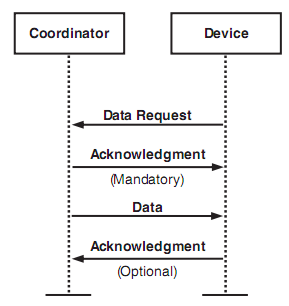 Coordinator
Device
Data Request
Acknowledgment
(Mandatory)
Data
Acknowledgment
(Optional)